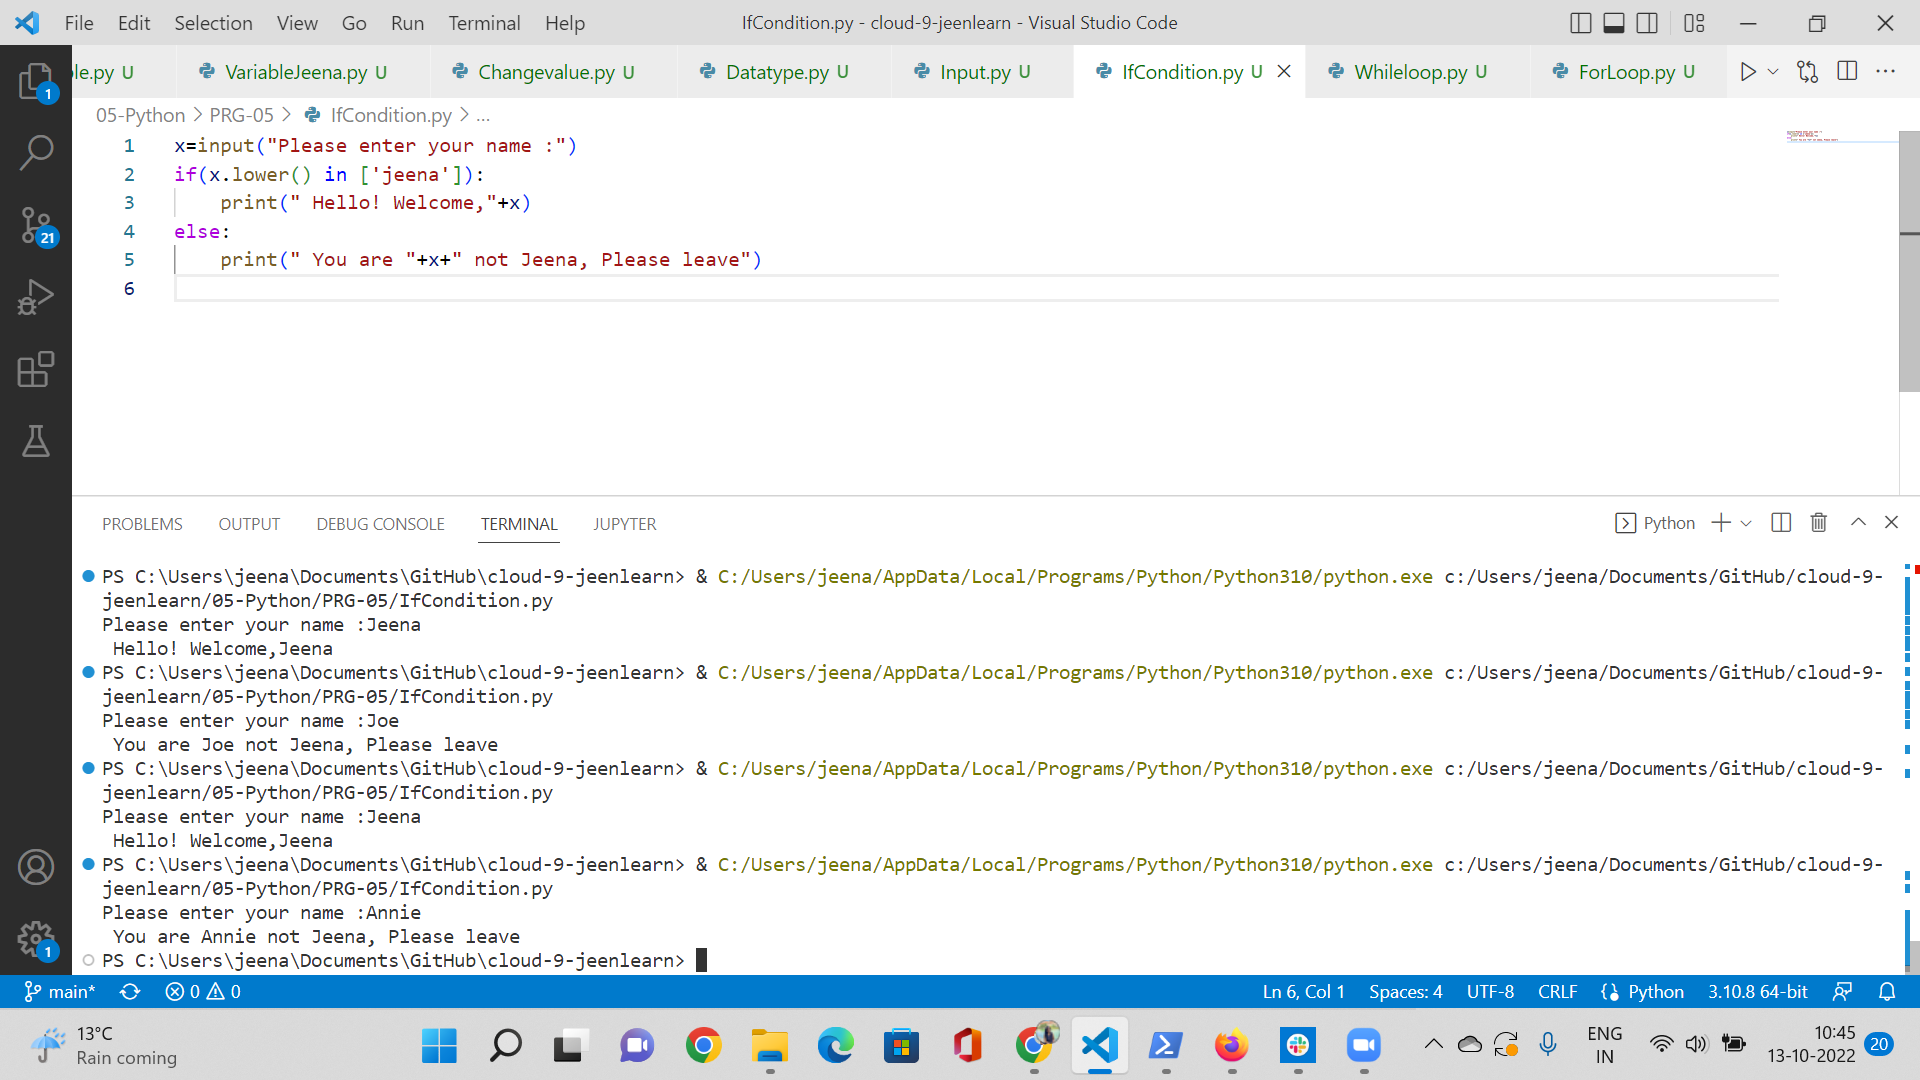 File Edit Selection View Go Run Terminal Help IfCondition.py - cloud-9-jeenlearn - Visual Studio Code
le.py U VariableJeena.py U Changevalue.py U Datatype.py U Input.py U IfCondition.py U Whileloop.py U ForLoop.py U
1
05-Python > PRG-05 > IfCondition.py > ...
1 x=input("Please enter your name :")
2 if(x.lower() in ['jeena']):
3 print(" Hello! Welcome,"+x)
4 else:
5 print(" You are "+x+" not Jeena, Please leave")
6
21
PROBLEMS OUTPUT DEBUG CONSOLE TERMINAL JUPYTER Python
PS C:\Users\jeena\Documents\GitHub\cloud-9-jeenlearn> & C:/Users/jeena/AppData/Local/Programs/Python/Python310/python.exe c:/Users/jeena/Documents/GitHub/cloud-9-
jeenlearn/05-Python/PRG-05/IfCondition.py
Please enter your name :Jeena
Hello! Welcome,Jeena
PS C:\Users\jeena\Documents\GitHub\cloud-9-jeenlearn> & C:/Users/jeena/AppData/Local/Programs/Python/Python310/python.exe c:/Users/jeena/Documents/GitHub/cloud-9-
jeenlearn/05-Python/PRG-05/IfCondition.py
Please enter your name :Joe
You are Joe not Jeena, Please leave
PS C:\Users\jeena\Documents\GitHub\cloud-9-jeenlearn> & C:/Users/jeena/AppData/Local/Programs/Python/Python310/python.exe c:/Users/jeena/Documents/GitHub/cloud-9-
jeenlearn/05-Python/PRG-05/IfCondition.py
Please enter your name :Jeena
Hello! Welcome,Jeena
PS C:\Users\jeena\Documents\GitHub\cloud-9-jeenlearn> & C:/Users/jeena/AppData/Local/Programs/Python/Python310/python.exe c:/Users/jeena/Documents/GitHub/cloud-9-
jeenlearn/05-Python/PRG-05/IfCondition.py
Please enter your name :Annie
You are Annie not Jeena, Please leave
1
PS C:\Users\jeena\Documents\GitHub\cloud-9-jeenlearn>
main* 0 0 Ln 6, Col 1 Spaces: 4 UTF-8 CRLF Python 3.10.8 64-bit
13°C ENG 10:45
Rain coming IN 13-10-2022 20